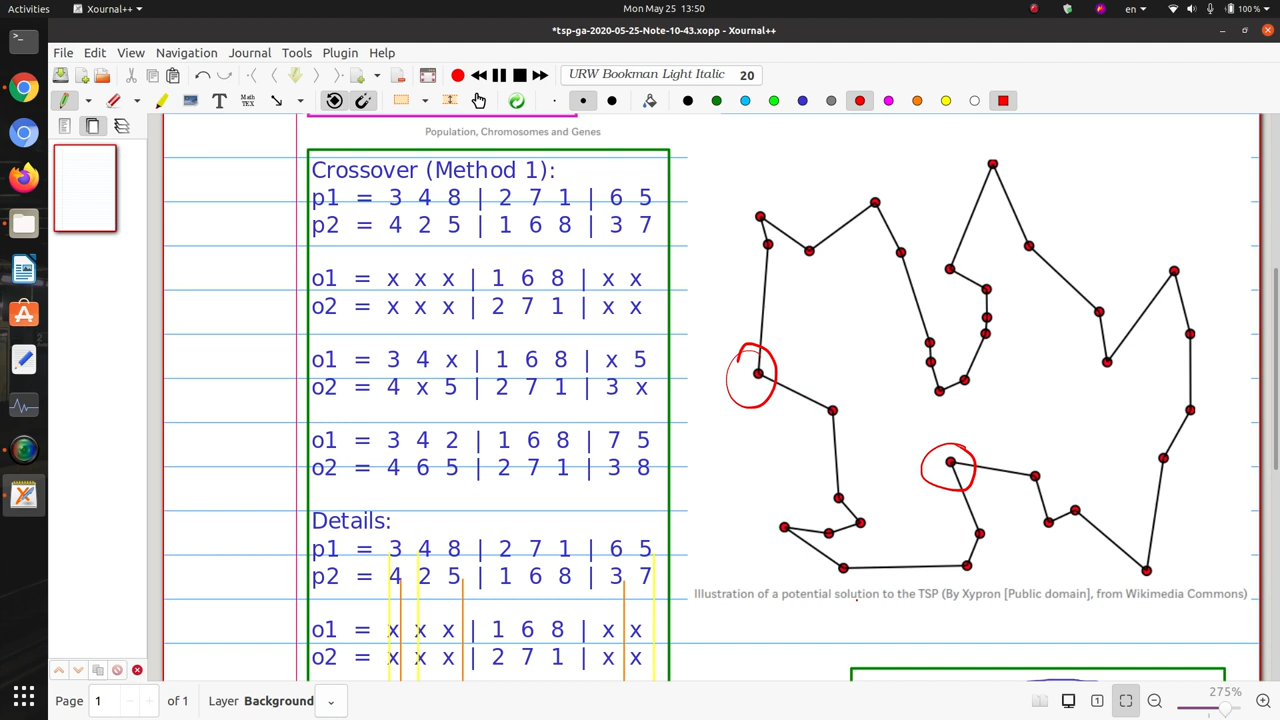 Activities
Xournal++
Mon May 25 13:50
en
100 %
*tsp-ga-2020-05-25-Note-10-43.xopp - Xournal++
File Edit View Navigation Journal Tools Plugin Help
URW Bookman Light Italic 20
Math
TEX
Population, Chromosomes and Genes
Crossover (Method 1):
p1 = 3 4 8 | 2 7 1 | 6 5
p2 = 4 2 5 | 1 6 8 | 3 7
o1 = x x x | 1 6 8 | x x
o2 = x x x | 2 7 1 | x x
o1 = 3 4 x | 1 6 8 | x 5
o2 = 4 x 5 | 2 7 1 | 3 x
o1 = 3 4 2 | 1 6 8 | 7 5
o2 = 4 6 5 | 2 7 1 | 3 8
Details:
p1 = 3 4 8 | 2 7 1 | 6 5
p2 = 4 2 5 | 1 6 8 | 3 7
o1 = x x x | 1 6 8 | x x
o2 = x x x | 2 7 1 | x x
Illustration of a potential solution to the TSP (By Xypron [Public domain], from Wikimedia Commons)
Page 1 of 1 Layer Background
275%